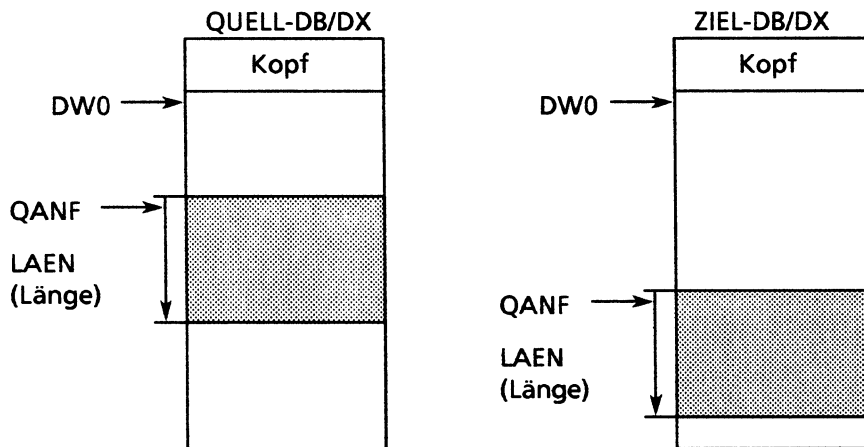 QUELL-DB/DX
Kopf
DW0
QANF
LAEN
(Länge)
ZIEL-DB/DX
Kopf
DW0
QANF
LAEN
(Länge)